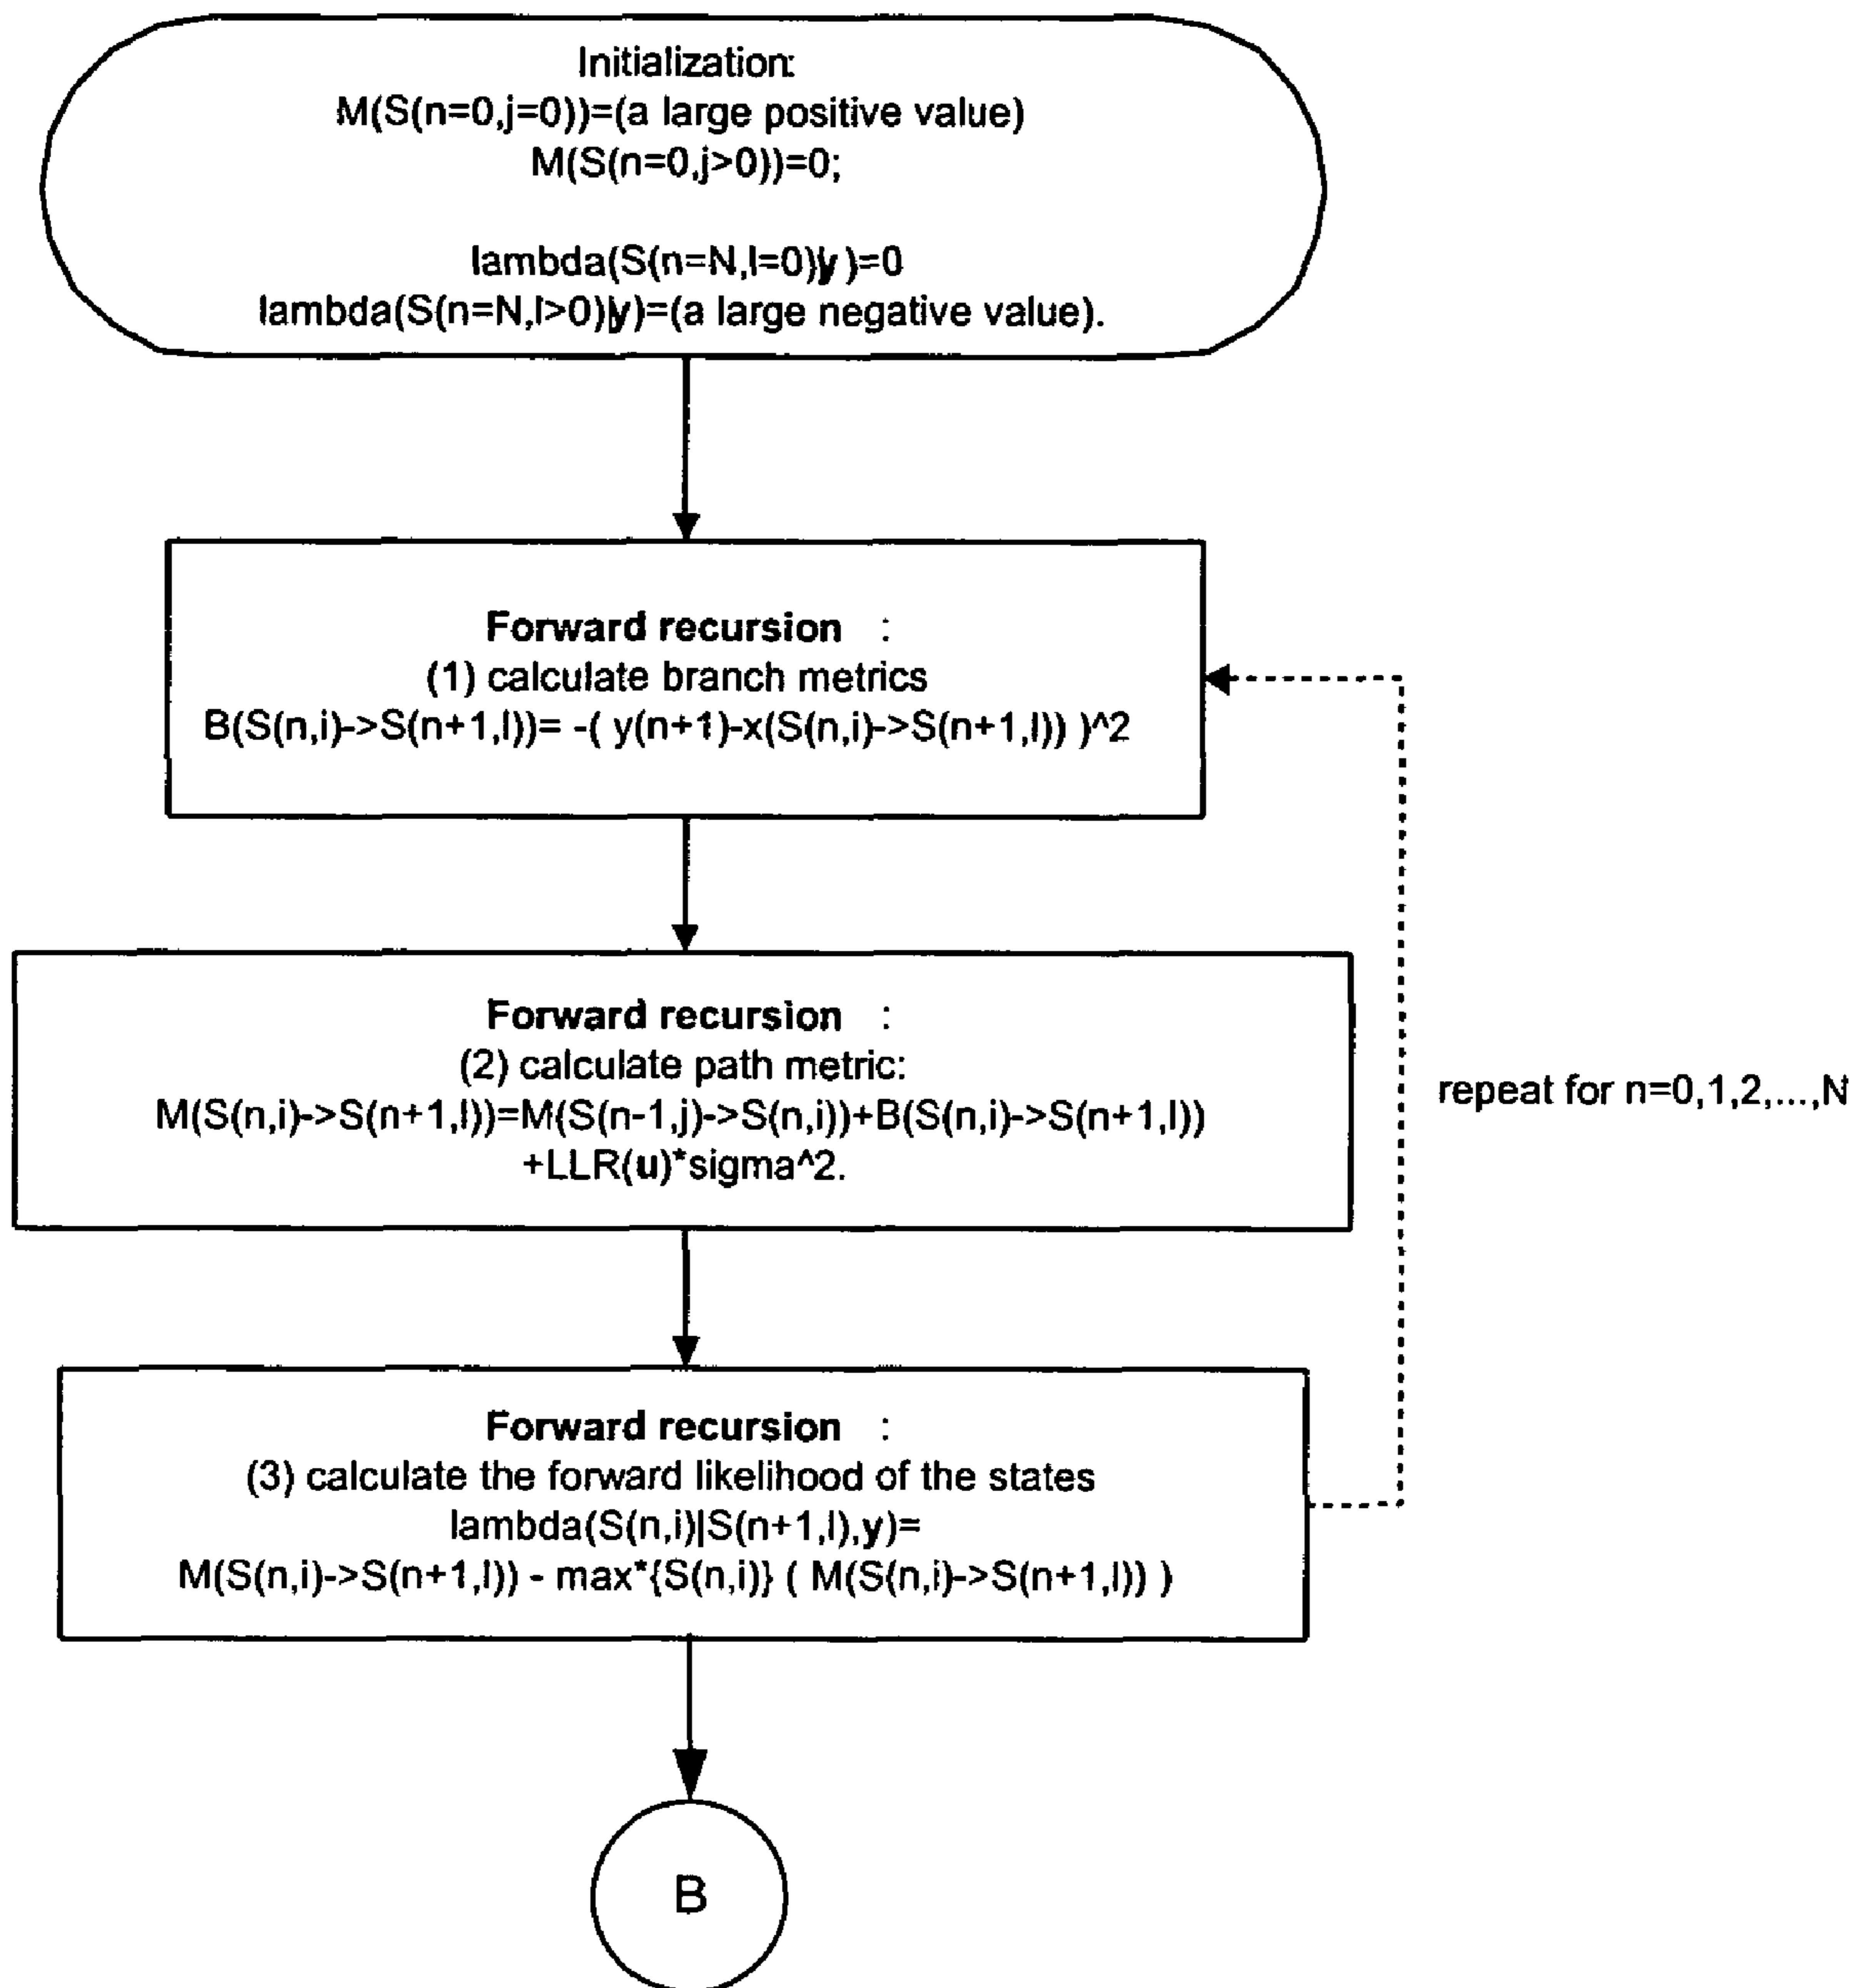 Initialization:
M(S(n=0,j=0))=(a large positive value)
M(S(n=0,j>0))=0;
lambda(S(n=N,l=0)|y)=0
lambda(S(n=N,l>0)|y)=(a large negative value).
Forward recursion :
(1) calculate branch metrics
B(S(n,i)->S(n+1,l))= -( y(n+1)-x(S(n,i)->S(n+1,l)) )^2
Forward recursion :
(2) calculate path metric:
M(S(n,i)->S(n+1,l))=M(S(n-1,j)->S(n,i))+B(S(n,i)->S(n+1,l))
+LLR(u)*sigma^2.
repeat for n=0,1,2,...,N
Forward recursion :
(3) calculate the forward likelihood of the states
lambda(S(n,i)|S(n+1,l),y)=
M(S(n,i)->S(n+1,l)) - max*{S(n,i)} ( M(S(n,i)->S(n+1,l)) )
B